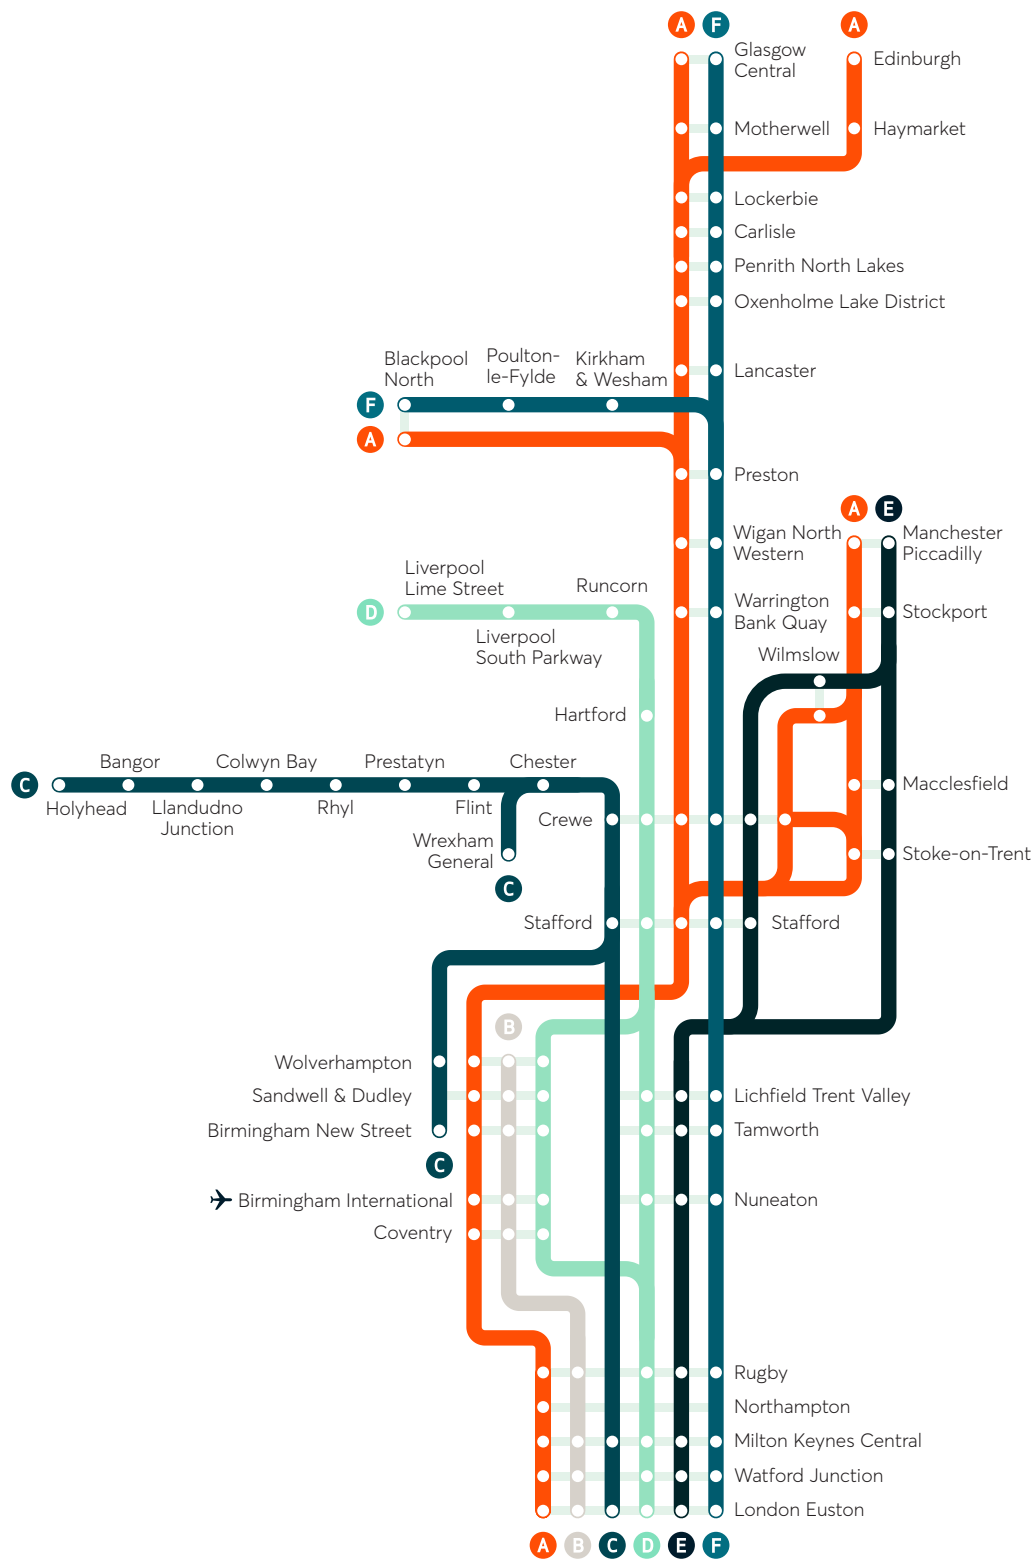 A
F
A
Glasgow
Central
Edinburgh
Motherwell
Haymarket
Lockerbie
Carlisle
Penrith North Lakes
Oxenholme Lake District
Blackpool
North
Poulton-
le-Fylde
Kirkham
& Wesham
Lancaster
F
A
Preston
A
E
Wigan North
Western
Manchester
Piccadilly
Liverpool
Lime Street
Runcorn
D
Warrington
Bank Quay
Stockport
Liverpool
South Parkway
Wilmslow
Hartford
Bangor
Colwyn Bay
Prestatyn
Chester
C
Macclesfield
Holyhead
Llandudno
Junction
Rhyl
Flint
Crewe
Wrexham
General
Stoke-on-Trent
C
Stafford
Stafford
B
Wolverhampton
Sandwell & Dudley
Lichfield Trent Valley
Birmingham New Street
Tamworth
C
Birmingham International
Nuneaton
Coventry
Rugby
Northampton
Milton Keynes Central
Watford Junction
London Euston
A
B
C
D
E
F